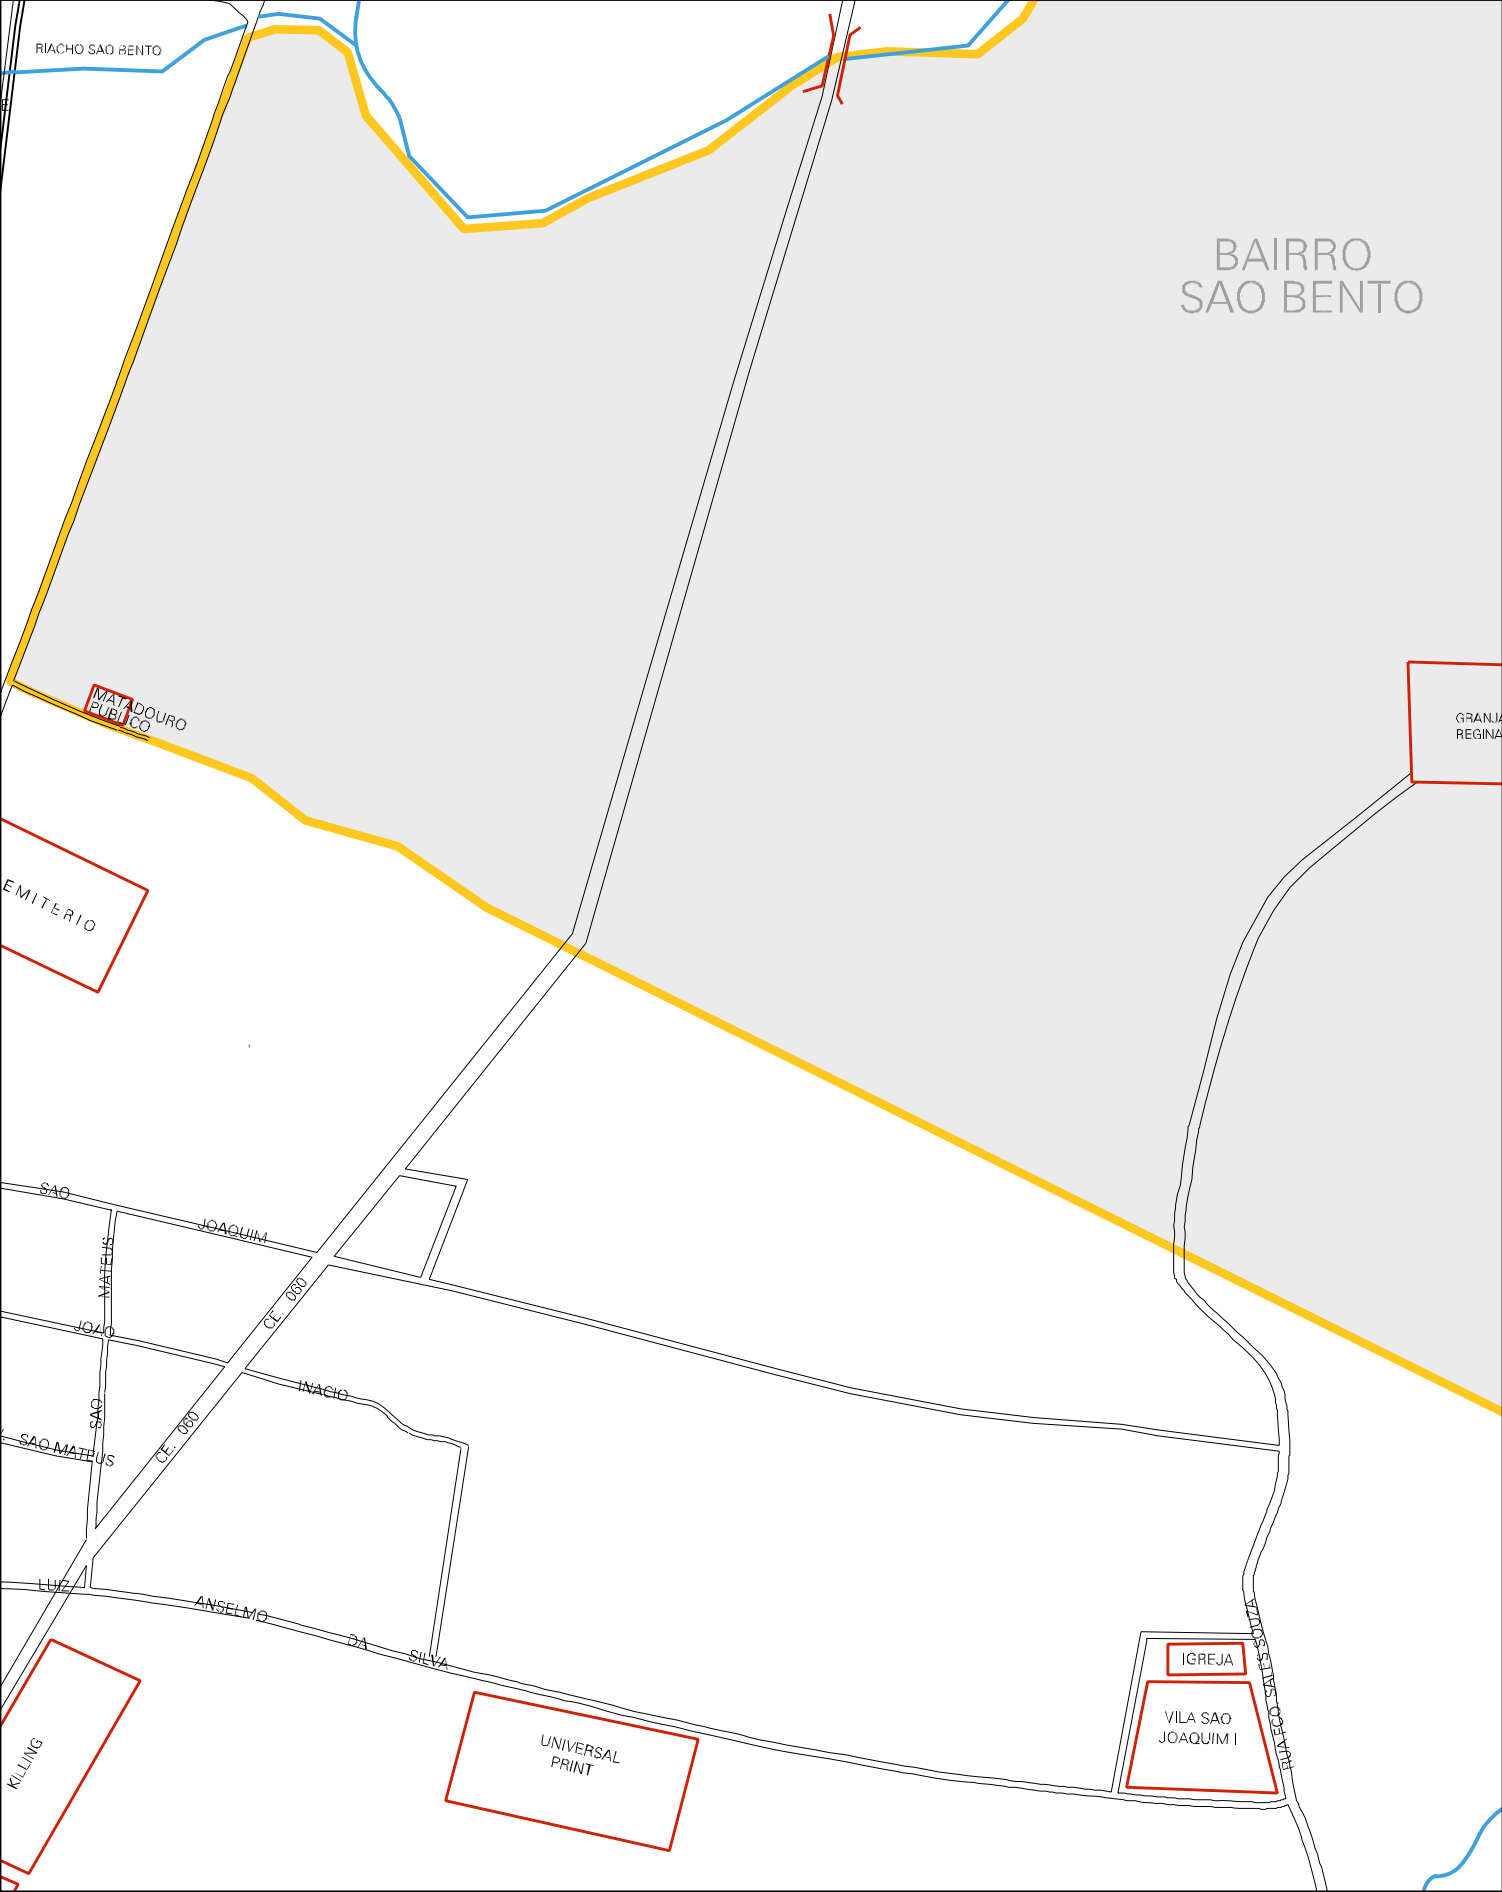 RIACHO SAO BENTO
E
BAIRRO
SAO BENTO
MATADOURO
PUBLICO
GRANJA
REGINA
EMITERIO
SAO
JOAQUIM
MATEUS
CE. 060
JOAO
INACIO
SAO
CE. 060
SAO MATEUS
LUIZ
ANSELMO
DA
SILVA
RUA FCO. SALES SOUZA
IGREJA
VILA SAO
JOAQUIM I
UNIVERSAL
PRINT
KILLING